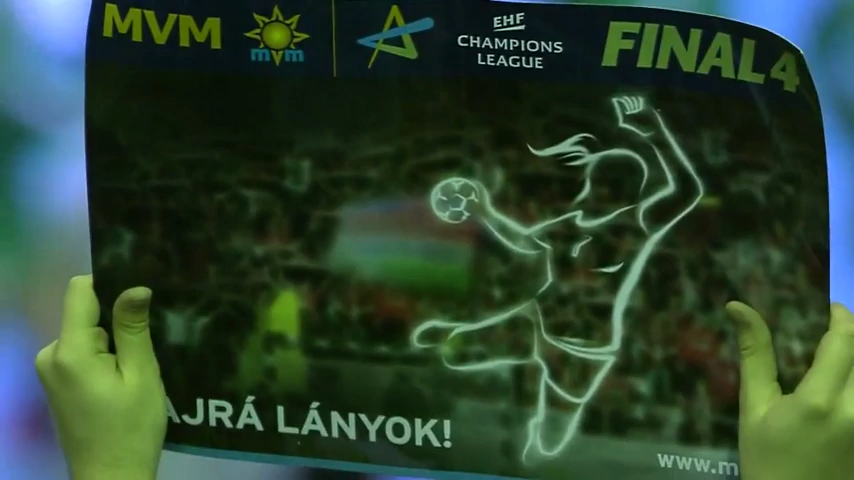 MVM mvm EHF
CHAMPIONS
LEAGUE
FINAL4
AJRÁ LÁNYOK!
www.m